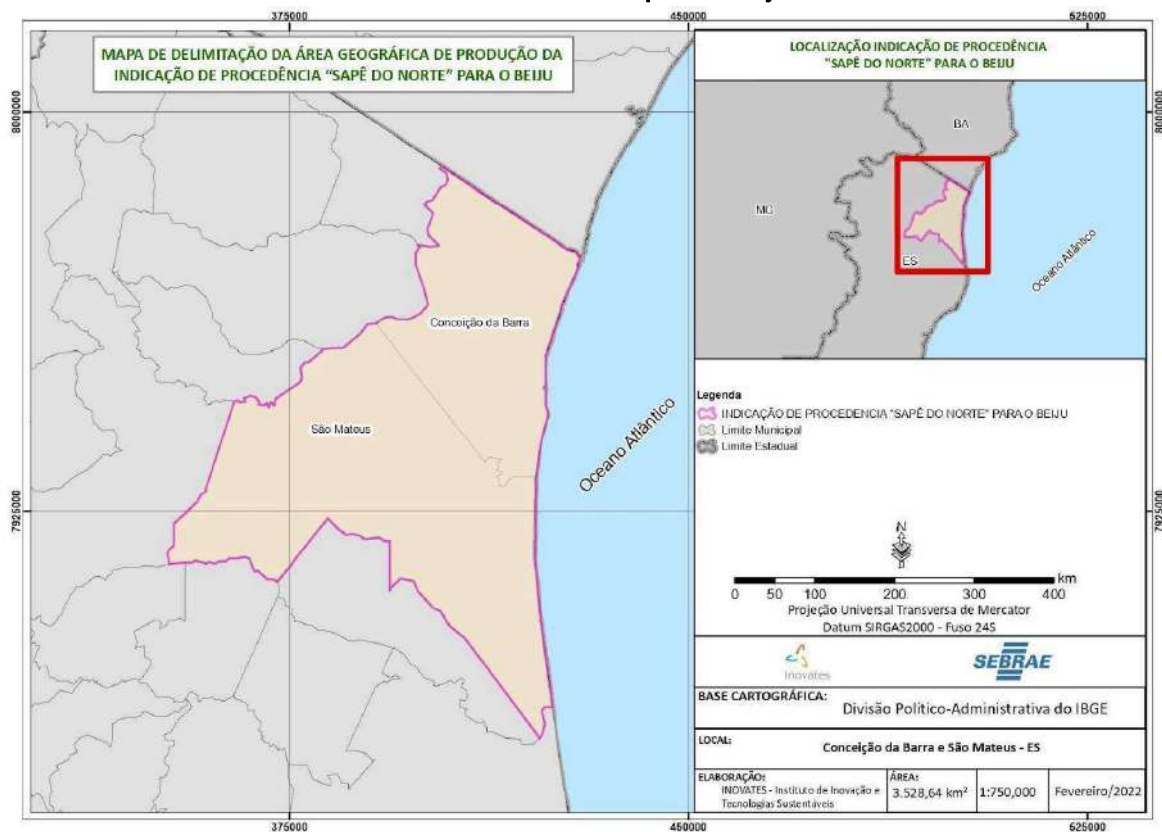 375000
450000
525000
MAPA DE DELIMITAÇÃO DA ÁREA GEOGRÁFICA DE PRODUÇÃO DA
INDICAÇÃO DE PROCEDÊNCIA “SAPÊ DO NORTE” PARA O BEIJU
8000000
Conceição da Barra
São Mateus
Oceano Atlântico
7925000
LOCALIZAÇÃO INDICAÇÃO DE PROCEDÊNCIA
"SAPÊ DO NORTE" PARA O BEIJU
8000000
BA
MG
ES
Oceano Atlântico
Legenda
INDICAÇÃO DE PROCEDENCIA "SAPÊ DO NORTE" PARA O BEIJU
Limite Municipal
Limite Estadual
7925000
N
km
0 50 100 200 300 400
Projeção Universal Transversa de Mercator
Datum SIRGAS2000 - Fuso 24S
Inovates
SEBRAE
BASE CARTOGRÁFICA:
Divisão Político-Administrativa do IBGE
LOCAL:
Conceição da Barra e São Mateus - ES
ELABORAÇÃO:
INOVATES - Instituto de Inovação e
Tecnologias Sustentáveis
ÁREA:
3.528,64 km²
1:750,000
Fevereiro/2022
375000
450000
525000